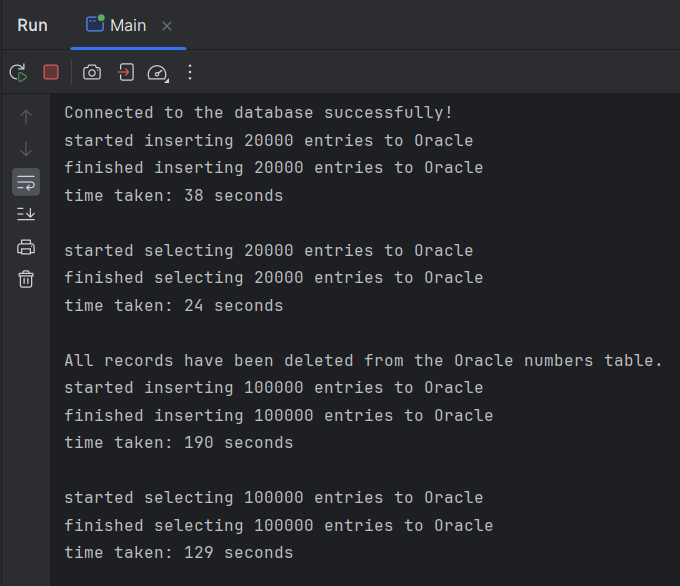 Run
Main
Connected to the database successfully!
started inserting 20000 entries to Oracle
finished inserting 20000 entries to Oracle
time taken: 38 seconds
started selecting 20000 entries to Oracle
finished selecting 20000 entries to Oracle
time taken: 24 seconds
All records have been deleted from the Oracle numbers table.
started inserting 100000 entries to Oracle
finished inserting 100000 entries to Oracle
time taken: 190 seconds
started selecting 100000 entries to Oracle
finished selecting 100000 entries to Oracle
time taken: 129 seconds